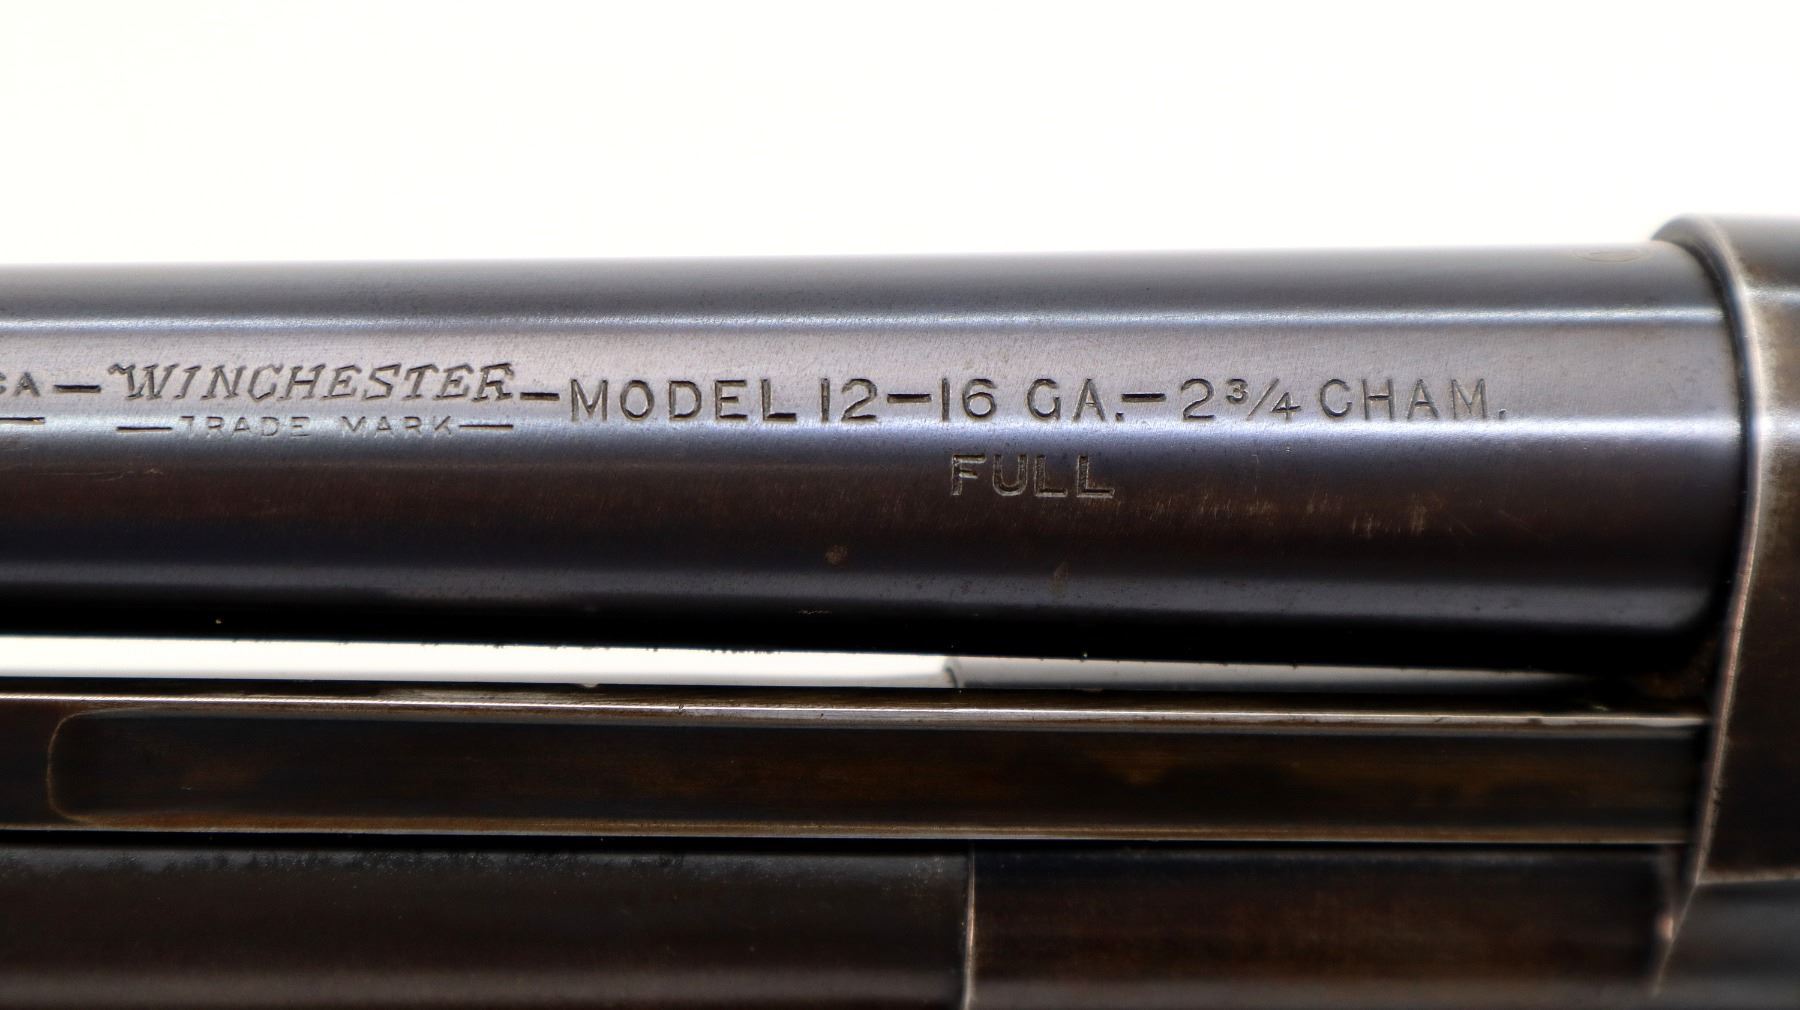 WINCHESTER—MODEL 12—16 GA.—2¾ CHAM.
—TRADE MARK—
FULL